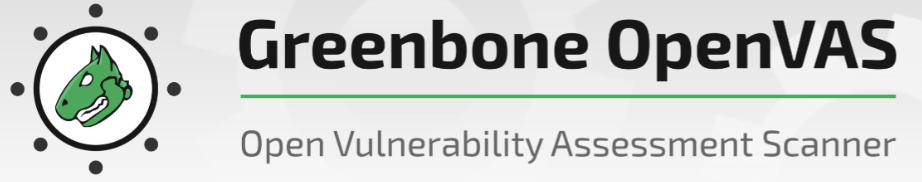 Greenbone OpenVAS
Open Vulnerability Assessment Scanner